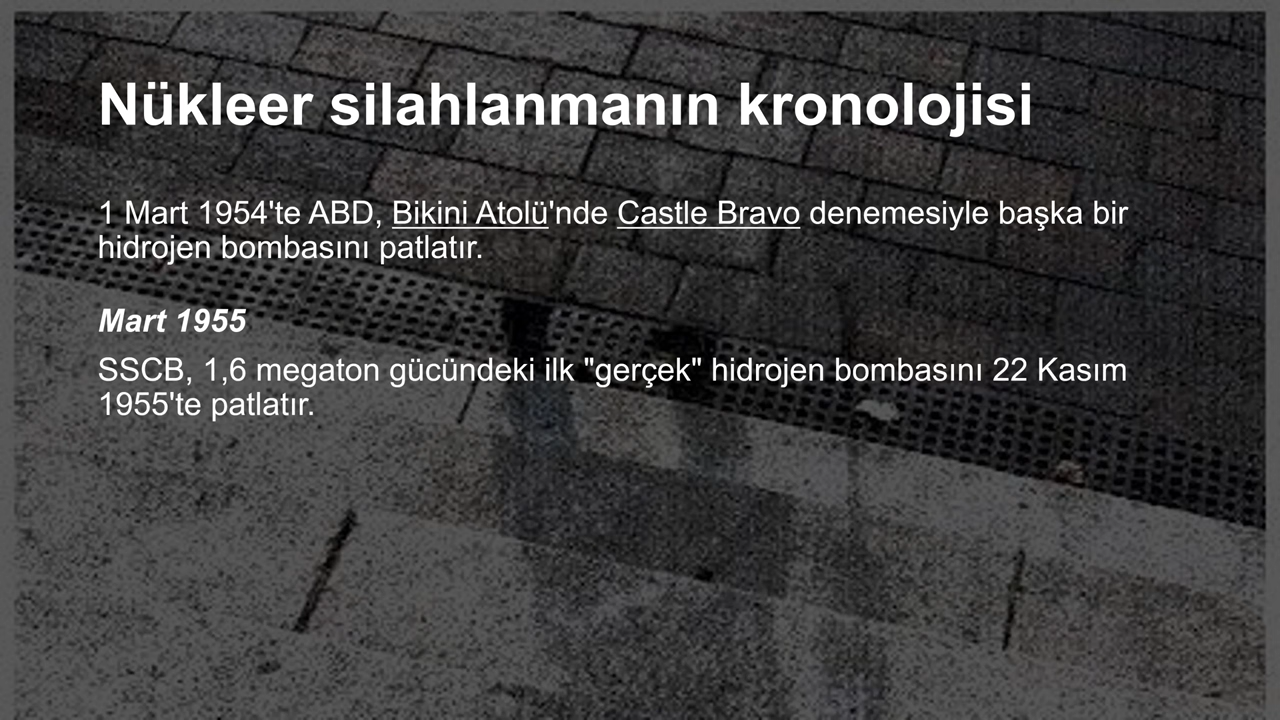 Nükleer silahlanmanın kronolojisi
1 Mart 1954'te ABD, Bikini Atolü'nde Castle Bravo denemesiyle başka bir
hidrojen bombasını patlatır.
Mart 1955
SSCB, 1,6 megaton gücündeki ilk "gerçek" hidrojen bombasını 22 Kasım
1955'te patlatır.